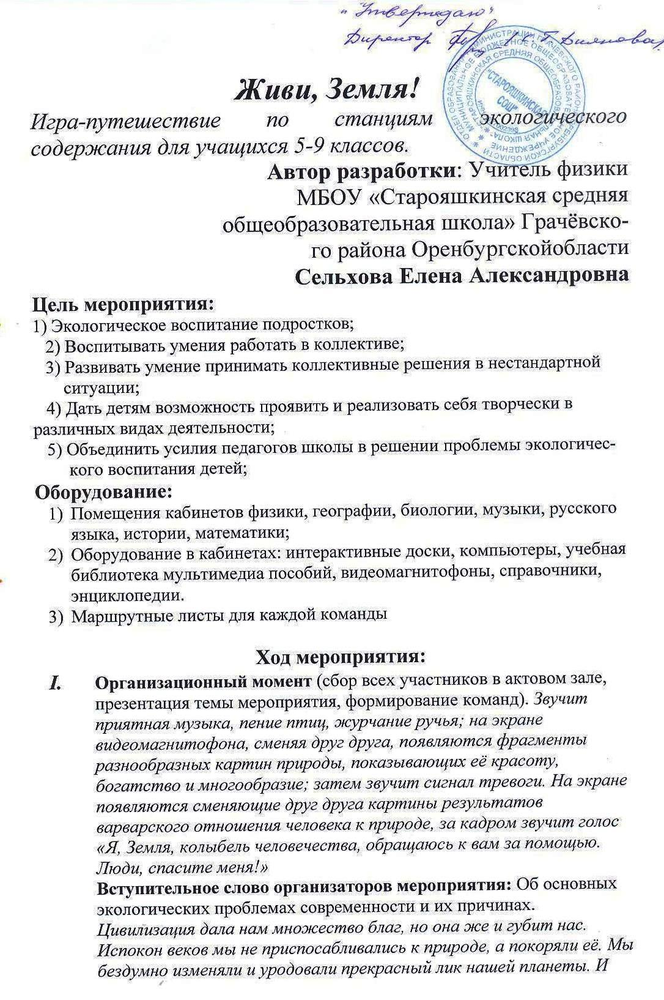 "Утверждаю"
Директор
Живи, Земля!
Игра-путешествие по станциям экологического
содержания для учащихся 5-9 классов.
"СТАРОЯШКИНСКАЯ
СОШ"
Автор разработки: Учитель физики
МБОУ «Старояшкинская средняя
общеобразовательная школа» Грачёвско-
го района Оренбургскойобласти
Сельхова Елена Александровна
Цель мероприятия:
1) Экологическое воспитание подростков;
2) Воспитывать умения работать в коллективе;
3) Развивать умение принимать коллективные решения в нестандартной
ситуации;
4) Дать детям возможность проявить и реализовать себя творчески в
различных видах деятельности;
5) Объединить усилия педагогов школы в решении проблемы экологичес-
кого воспитания детей;
Оборудование:
1) Помещения кабинетов физики, географии, биологии, музыки, русского
языка, истории, математики;
2) Оборудование в кабинетах: интерактивные доски, компьютеры, учебная
библиотека мультимедиа пособий, видеомагнитофоны, справочники,
энциклопедии.
3) Маршрутные листы для каждой команды
Ход мероприятия:
I. Организационный момент (сбор всех участников в актовом зале,
презентация темы мероприятия, формирование команд). Звучит
приятная музыка, пение птиц, журчание ручья; на экране
видеомагнитофона, сменяя друг друга, появляются фрагменты
разнообразных картин природы, показывающих её красоту,
богатство и многообразие; затем звучит сигнал тревоги. На экране
появляются сменяющие друг друга картины результатов
варварского отношения человека к природе, за кадром звучит голос
«Я, Земля, колыбель человечества, обращаюсь к вам за помощью.
Люди, спасите меня!»
Вступительное слово организаторов мероприятия: Об основных
экологических проблемах современности и их причинах.
Цивилизация дала нам множество благ, но она же и губит нас.
Испокон веков мы не приспосабливались к природе, а покоряли её. Мы
бездумно изменяли и уродовали прекрасный лик нашей планеты. И